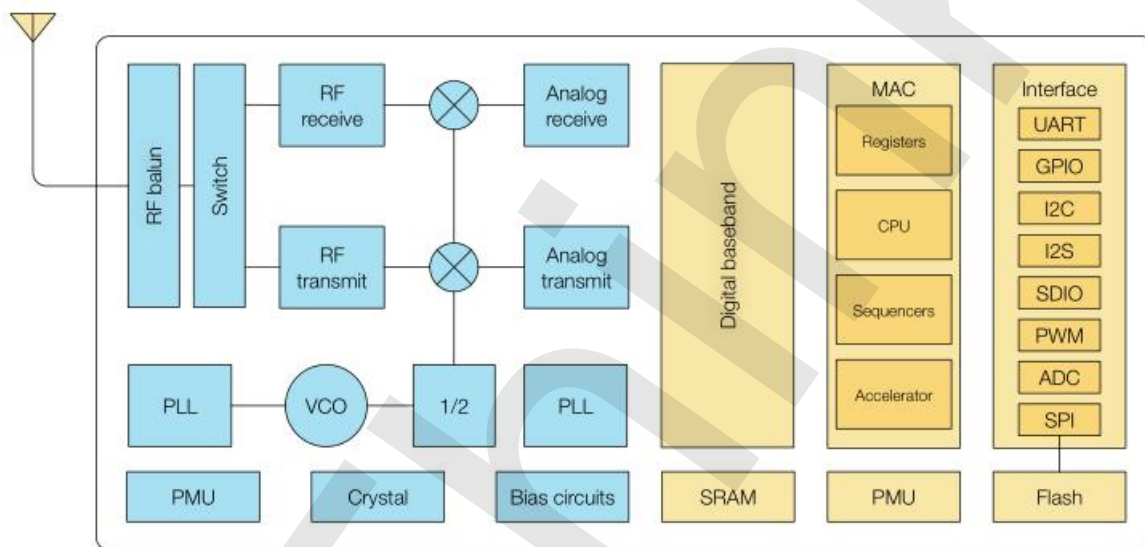 RF balun
Switch
RF
receive
Analog
receive
RF
transmit
Analog
transmit
PLL
VCO
1/2
PLL
PMU
Crystal
Bias circuits
Digital baseband
SRAM
MAC
Registers
CPU
Sequencers
Accelerator
PMU
Interface
UART
GPIO
I2C
I2S
SDIO
PWM
ADC
SPI
Flash